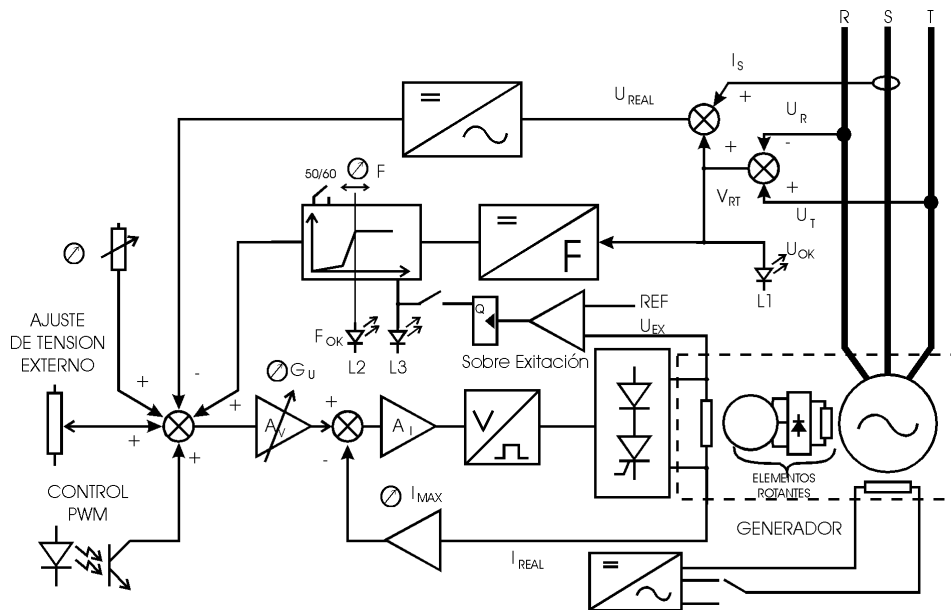 R S T
I S
U REAL
U R
+
-
+
50/60
F
V RT
+
U T
F
U OK
L1
REF
Q
U EX
AJUSTE
DE TENSION
EXTERNO
F OK
L2 L3
Sobre Exitación
G U
+
-
+
+
+
A V
+
-
A I
V
ELEMENTOS
ROTANTES
CONTROL
PWM
I MAX
GENERADOR
I REAL